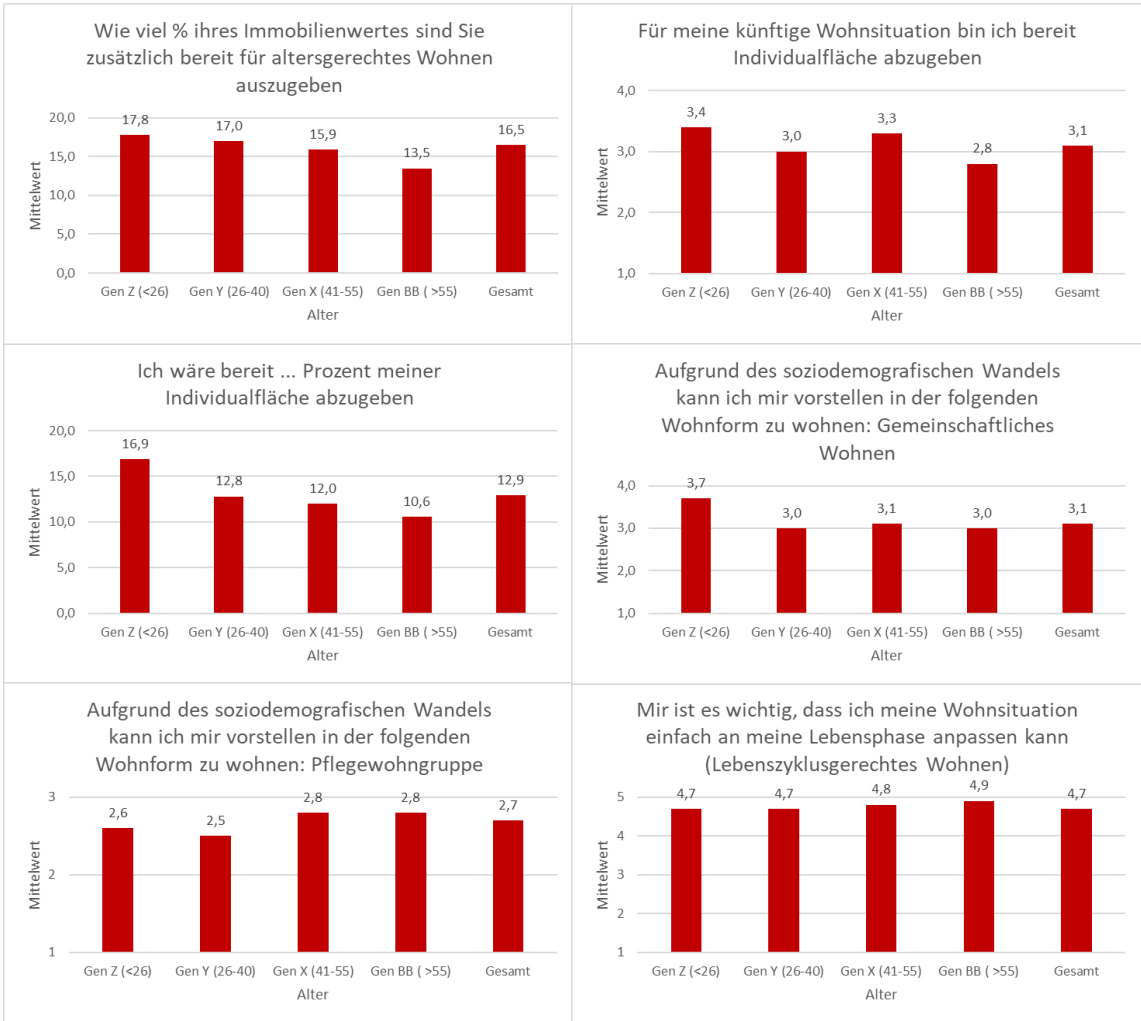 Wie viel % ihres Immobilienwertes sind Sie
zusätzlich bereit für altersgerechtes Wohnen
auszugeben
20,0
15,0
10,0
5,0
0,0
Mittelwert
17,8
17,0
15,9
13,5
16,5
Gen Z (<26)
Gen Y (26-40)
Gen X (41-55)
Gen BB ( >55)
Gesamt
Alter
Für meine künftige Wohnsituation bin ich bereit
Individualfläche abzugeben
4,0
3,0
2,0
1,0
Mittelwert
3,4
3,0
3,3
2,8
3,1
Gen Z (<26)
Gen Y (26-40)
Gen X (41-55)
Gen BB ( >55)
Gesamt
Alter
Ich wäre bereit ... Prozent meiner
Individualfläche abzugeben
20,0
15,0
10,0
5,0
0,0
Mittelwert
16,9
12,8
12,0
10,6
12,9
Gen Z (<26)
Gen Y (26-40)
Gen X (41-55)
Gen BB ( >55)
Gesamt
Alter
Aufgrund des soziodemografischen Wandels
kann ich mir vorstellen in der folgenden
Wohnform zu wohnen: Gemeinschaftliches
Wohnen
4,0
3,0
2,0
1,0
Mittelwert
3,7
3,0
3,1
3,0
3,1
Gen Z (<26)
Gen Y (26-40)
Gen X (41-55)
Gen BB ( >55)
Gesamt
Alter
Aufgrund des soziodemografischen Wandels
kann ich mir vorstellen in der folgenden
Wohnform zu wohnen: Pflegewohngruppe
3
2
1
Mittelwert
2,6
2,5
2,8
2,8
2,7
Gen Z (<26)
Gen Y (26-40)
Gen X (41-55)
Gen BB ( >55)
Gesamt
Alter
Mir ist es wichtig, dass ich meine Wohnsituation
einfach an meine Lebensphase anpassen kann
(Lebenszyklusgerechtes Wohnen)
5
4
3
2
1
Mittelwert
4,7
4,7
4,8
4,9
4,7
Gen Z (<26)
Gen Y (26-40)
Gen X (41-55)
Gen BB ( >55)
Gesamt
Alter